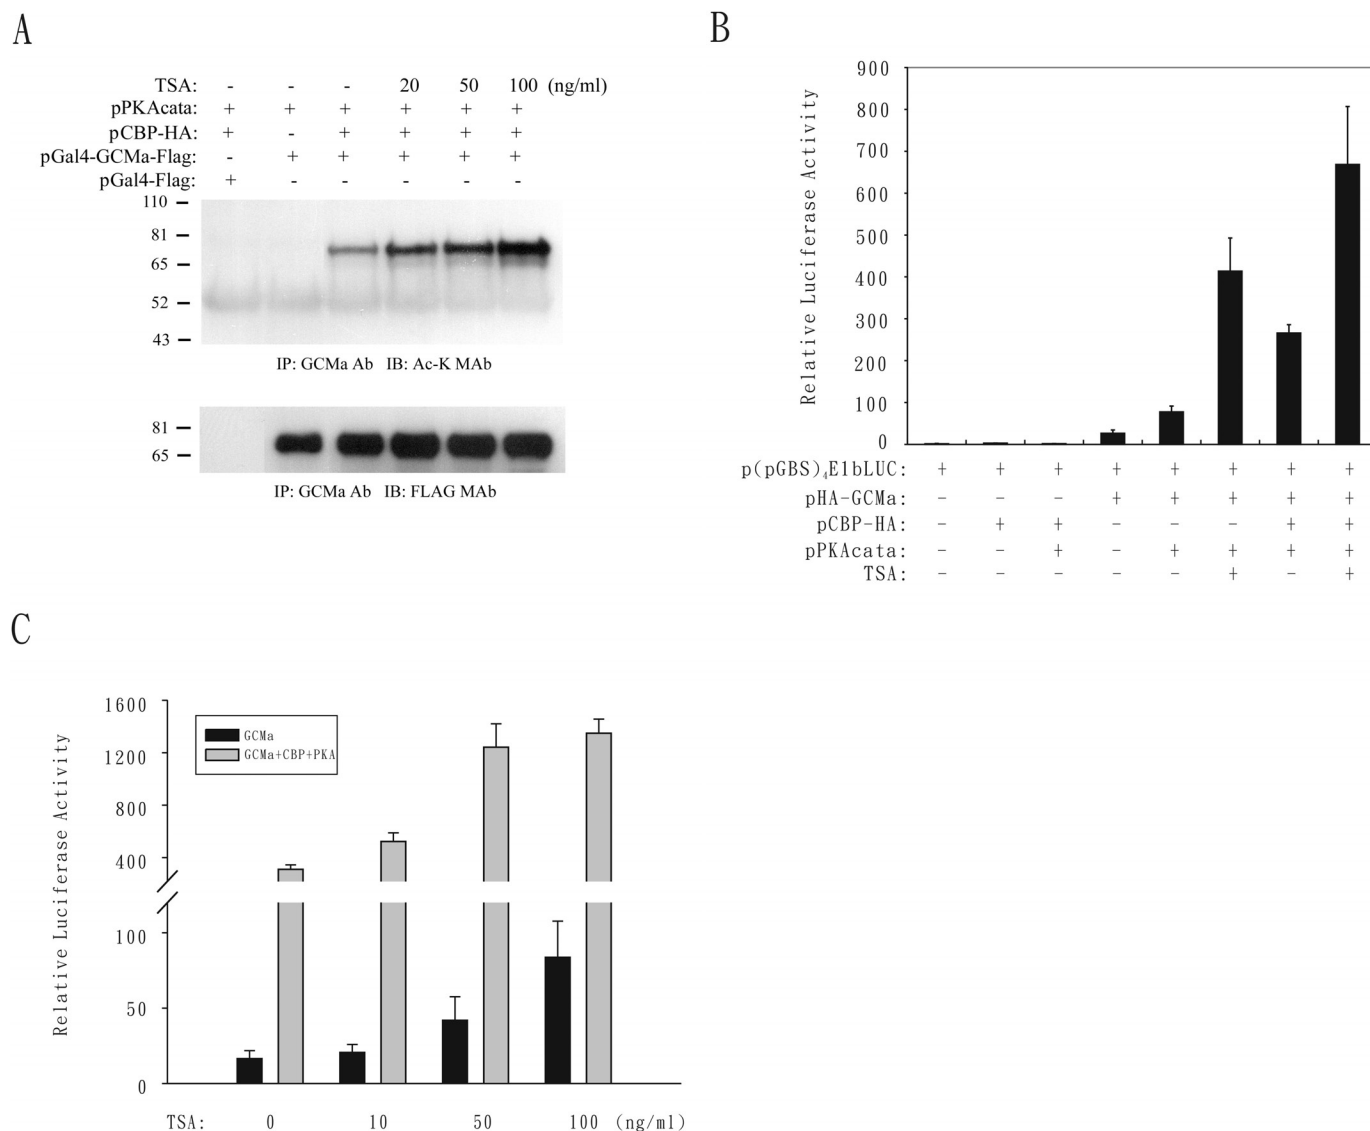 A
TSA: - - - 20 50 100 (ng/ml)
pPKAcata: + + + + + +
pCBP-HA: + - + + + +
pGal4-GCMa-Flag: - + + + + +
pGal4-Flag: + - - - - -
110
81
65
52
43
IP: GCMa Ab IB: Ac-K MAb
81
65
IP: GCMa Ab IB: FLAG MAb
B
Relative Luciferase Activity
900
800
700
600
500
400
300
200
100
0
p(pGBS)4E1bLUC: + + + + + + + +
pHA-GCMa: - - - + + + + +
pCBP-HA: - + + - - - + +
pPKAcata: - - + - + + + +
TSA: - - - - - + - +
C
Relative Luciferase Activity
Relative Luciferase Activity
1600
1200
800
400
100
50
0
GCMa
GCMa+CBP+PKA
TSA: 0 10 50 100 (ng/ml)